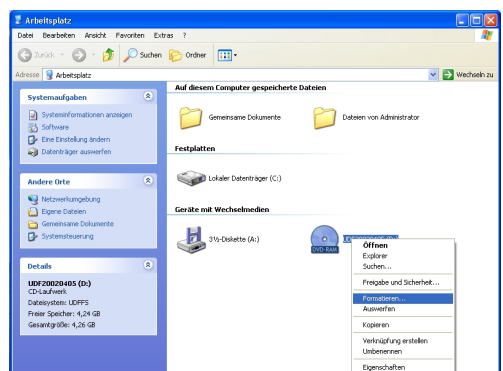 Arbeitsplatz
Datei Bearbeiten Ansicht Favoriten Extras ?
Zurück Suchen Ordner
Adresse Arbeitsplatz Wechseln zu
Systemaufgaben
Systeminformationen anzeigen
Software
Eine Einstellung ändern
Datenträger auswerfen
Andere Orte
Netzwerkumgebung
Eigene Dateien
Gemeinsame Dokumente
Systemsteuerung
Details
UDF20020405 (D:)
CD-Laufwerk
Dateisystem: UDFFS
Freier Speicher: 4,24 GB
Gesamtgröße: 4,26 GB
Auf diesem Computer gespeicherte Dateien
Gemeinsame Dokumente Dateien von Administrator
Festplatten
Lokaler Datenträger (C:)
Geräte mit Wechselmedien
3½-Diskette (A:)
DVD-RAM
UDF20020405 (D:)
Öffnen
Explorer
Suchen...
Freigabe und Sicherheit...
Formatieren...
Auswerfen
Kopieren
Verknüpfung erstellen
Umbenennen
Eigenschaften